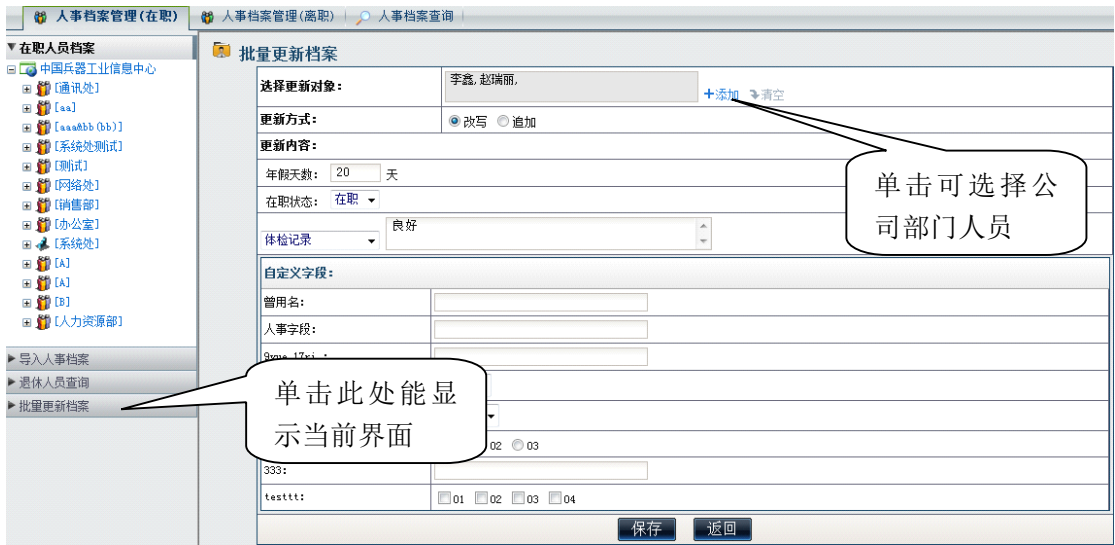 人事档案管理(在职) 人事档案管理(离职) 人事档案查询
在职人员档案
中国兵器工业信息中心
[通讯处]
[aa]
[aaa&bb(bb)]
[系统处测试]
[测试]
[网络处]
[销售部]
[办公室]
[系统处]
[A]
[A]
[B]
[人力资源部]
导入人事档案
退休人员查询
批量更新档案
批量更新档案
选择更新对象: 李鑫,赵瑞丽, +添加 清空
更新方式: 改写 追加
更新内容:
年假天数: 20 天
在职状态: 在职
体检记录 良好
自定义字段:
曾用名:
人事字段:
02 03
333:
testtt: 01 02 03 04
保存 返回
单击可选择公
司部门人员
单击此处能显
示当前界面